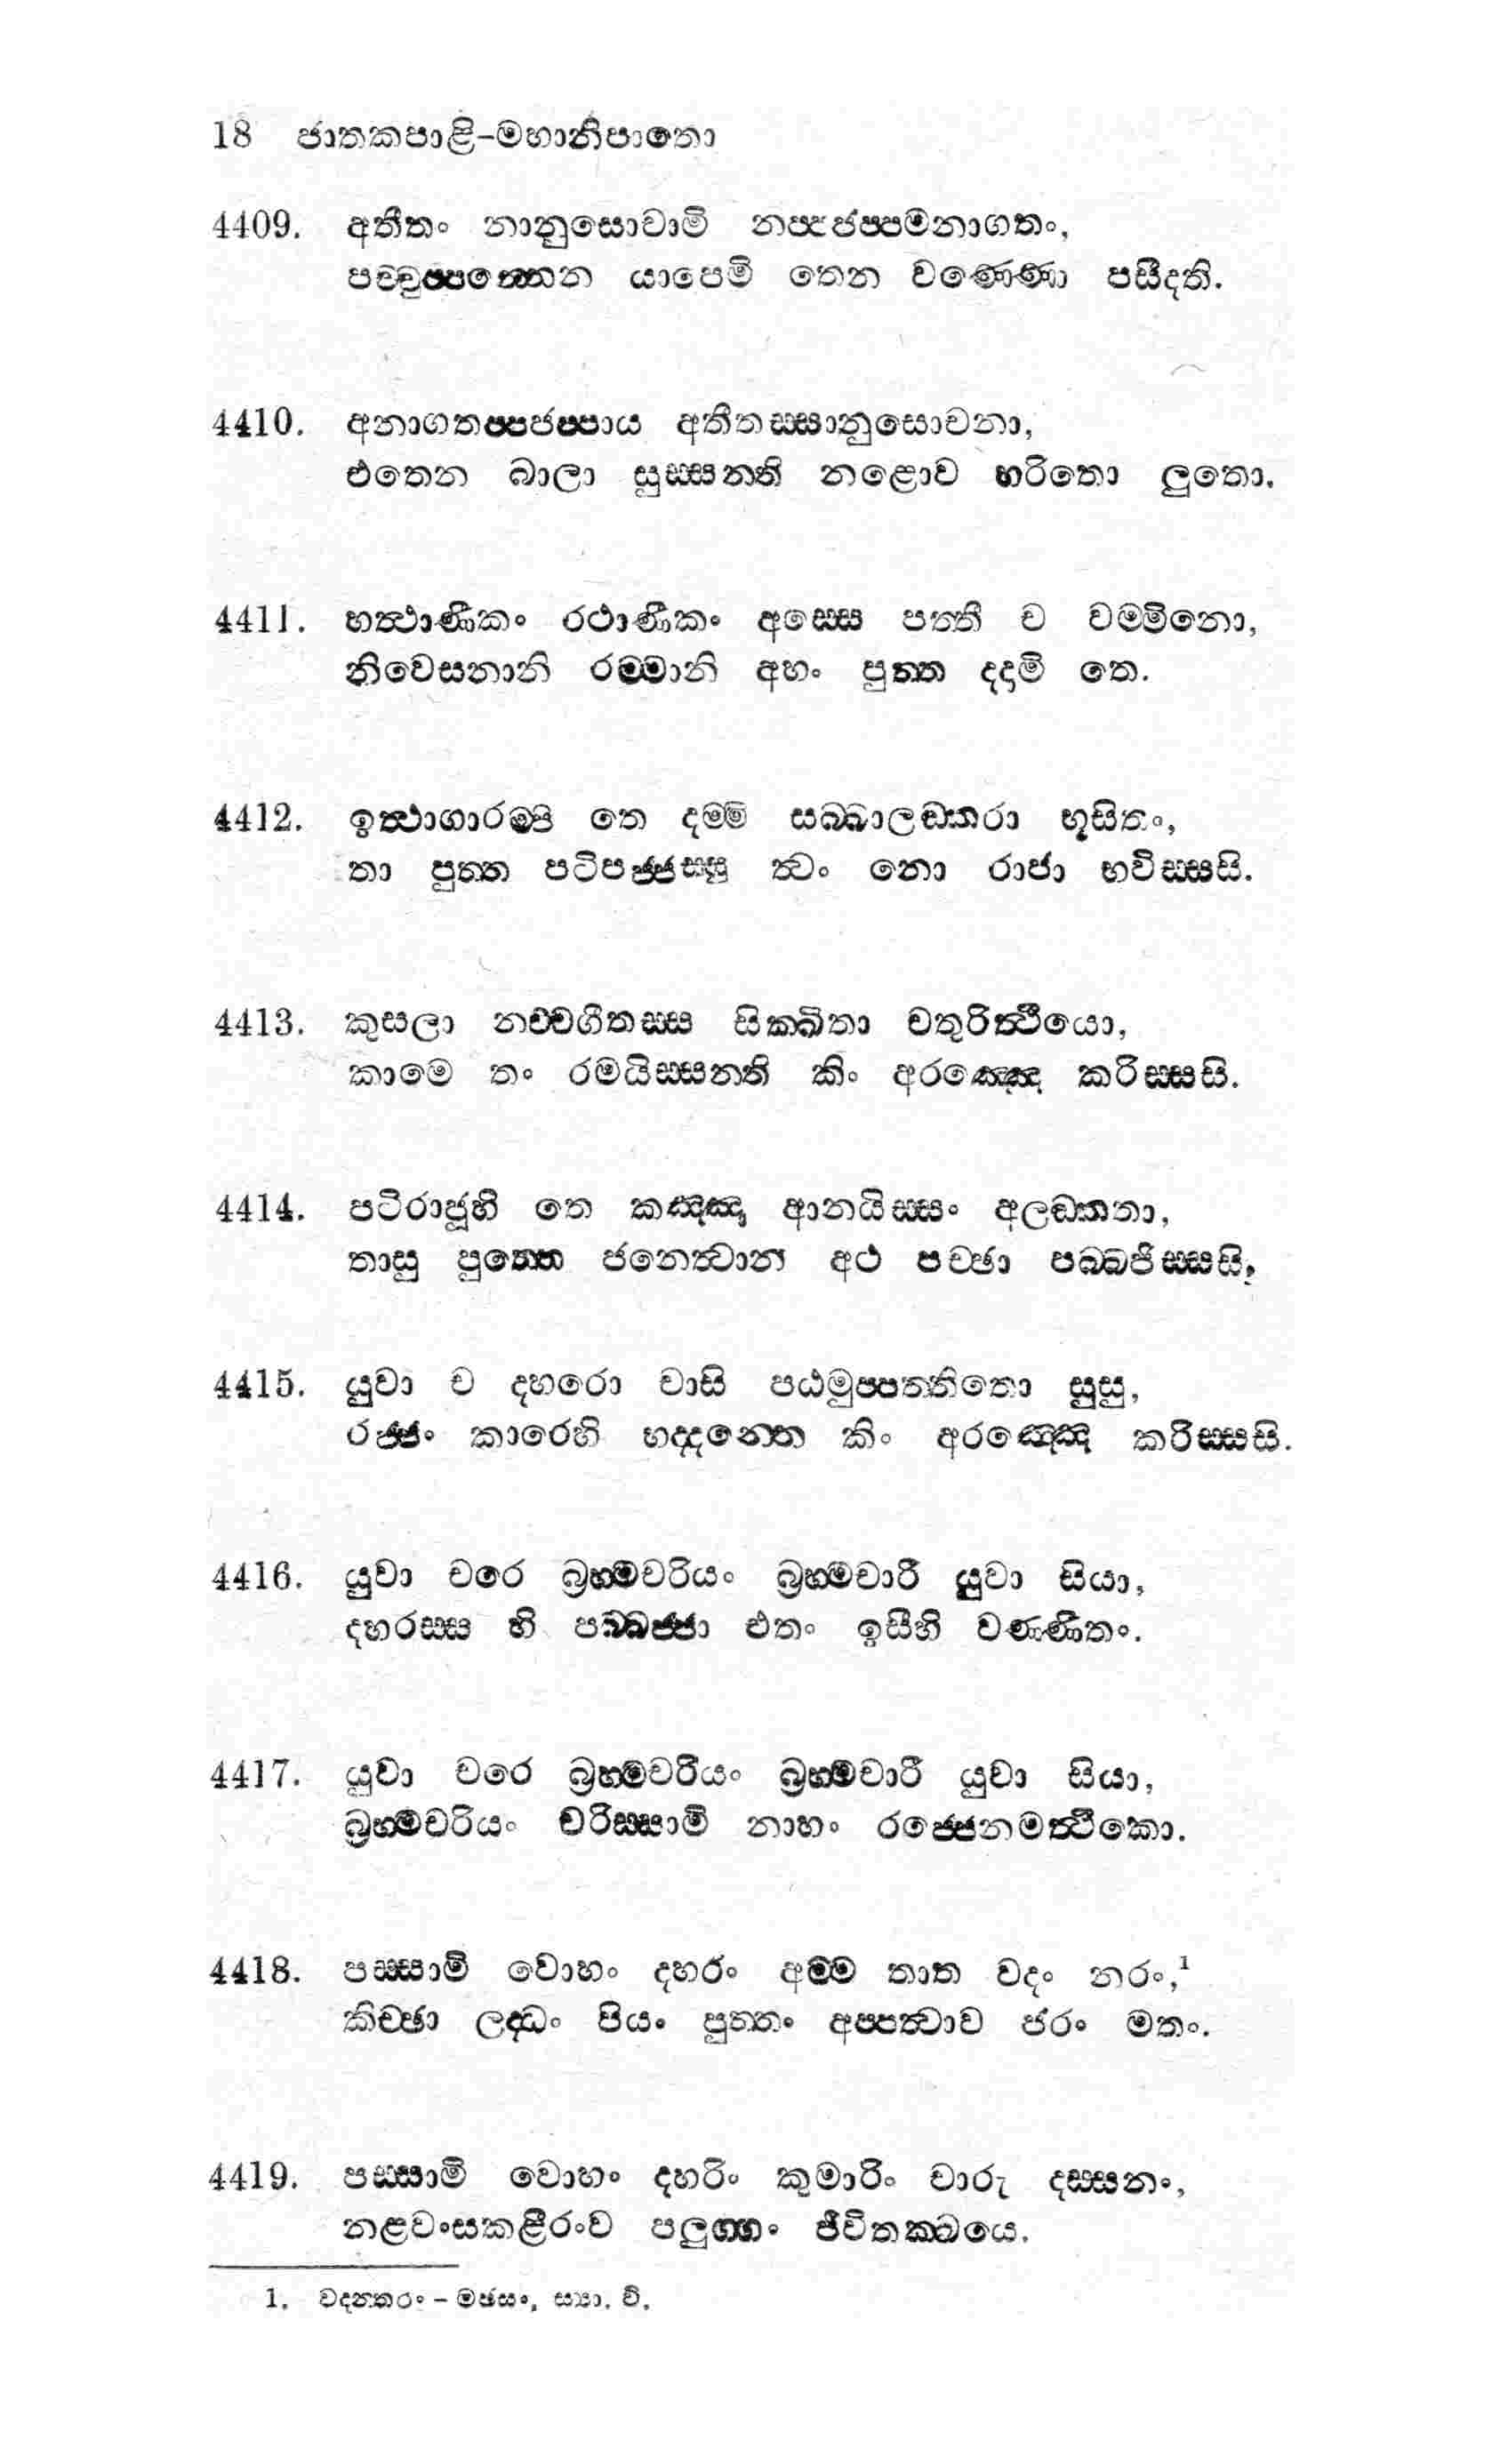 18 ජාතකපාළි-මහානිපාතො
4409. අතීතං නානුසොචාමි නප්පජප්පමනාගතං,
පච්චුප්පන්නෙන යාපෙමි තෙන වණ්ණො පසීදති.
4410. අනාගතප්පජප්පාය අතීතස්සානුසොචනා,
එතෙන බාලා සුස්සන්ති නළොව හරිතො ලුතො.
4411. හත්ථාණීකං රථාණීකං අස්සෙ පත්තී ච වම්මිනො,
නිවෙසනානි රම්මානි අහං පුත්ත දදාමි තෙ.
4412. ඉත්ථාගාරම්පි තෙ දම්මි සබ්බාලඞ්කාරා භූසිතං,
තා පුත්ත පටිපජ්ජස්සු ත්වං නො රාජා භවිස්සසි.
4413. කුසලා නච්චගීතස්ස සික්ඛිතා චතුරිත්ථියො,
කාමෙ තං රමයිස්සන්ති කිං අරඤ්ඤෙ කරිස්සසි.
4414. පටිරාජූහි තෙ කඤ්ඤා ආනයිස්සං අලඞ්කතා,
තාසු පුත්තෙ ජනෙත්වාන අථ පච්ඡා පබ්බජිස්සසි.
4415. යුවා ච දහරො චාසි පඨමුප්පත්තිතො සුසු,
රජ්ජං කාරෙහි භද්දන්තෙ කිං අරඤ්ඤෙ කරිස්සසි.
4416. යුවා චරෙ බ්‍රහ්මචරියං බ්‍රහ්මචාරී යුවා සියා,
දහරස්ස හි පබ්බජ්ජා එතං ඉසීහි වණ්ණිතං.
4417. යුවා චරෙ බ්‍රහ්මචරියං බ්‍රහ්මචාරී යුවා සියා,
බ්‍රහ්මචරියං චරිස්සාමි නාහං රජ්ජෙනමත්ථිකො.
4418. පස්සාමි වොහං දහරං අම්ම තාත වදං නරං,¹
කිච්ඡා ලද්ධං පියං පුත්තං අප්පත්වාව ජරං මතං.
4419. පස්සාමි වොහං දහරිං කුමාරිං චාරු දස්සනං,
නළවංසකළීරංව පලුග්ගං ජීවිතක්ඛයෙ.
1. වදන්තරං – මඡසං, ස්‍යා. වි.